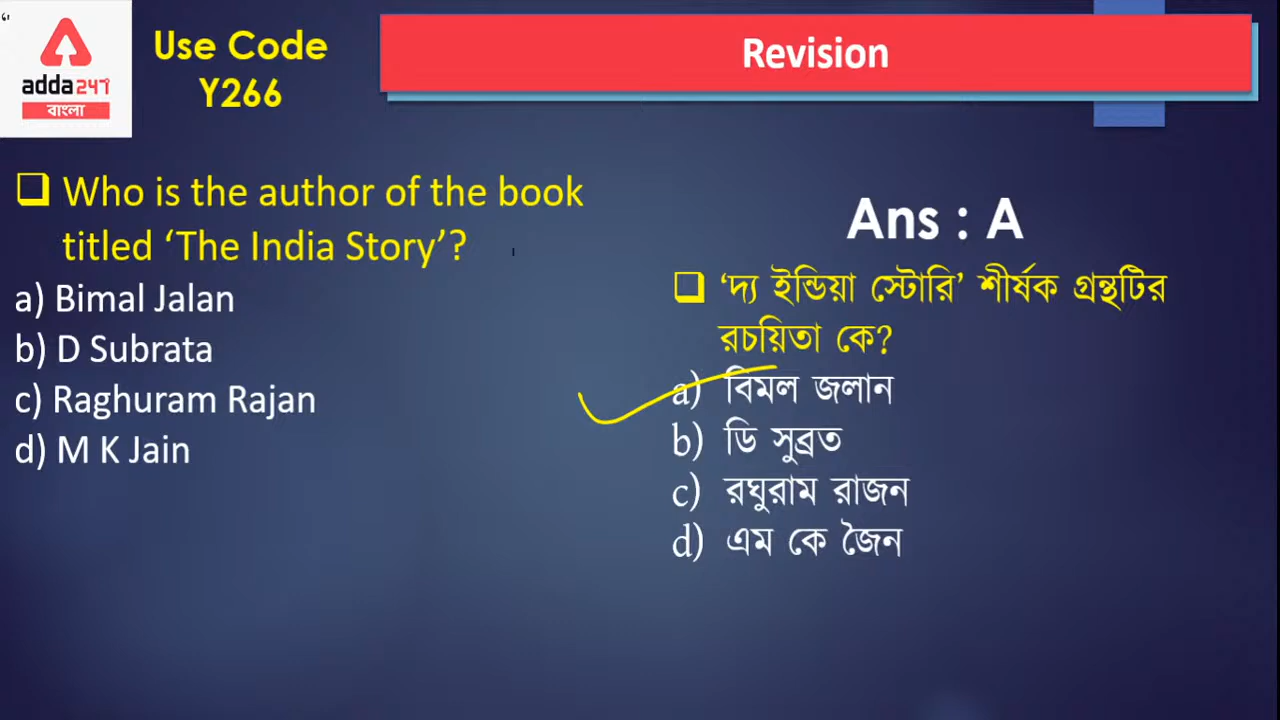 adda247
বাংলা
Use Code
Y266
Revision
Who is the author of the book
titled ‘The India Story’?
a) Bimal Jalan
b) D Subrata
c) Raghuram Rajan
d) M K Jain
Ans : A
‘দ্য ইন্ডিয়া স্টোরি’ শীর্ষক গ্রন্থটির
রচয়িতা কে?
a) বিমল জলান
b) ডি সুব্রত
c) রঘুরাম রাজন
d) এম কে জৈন